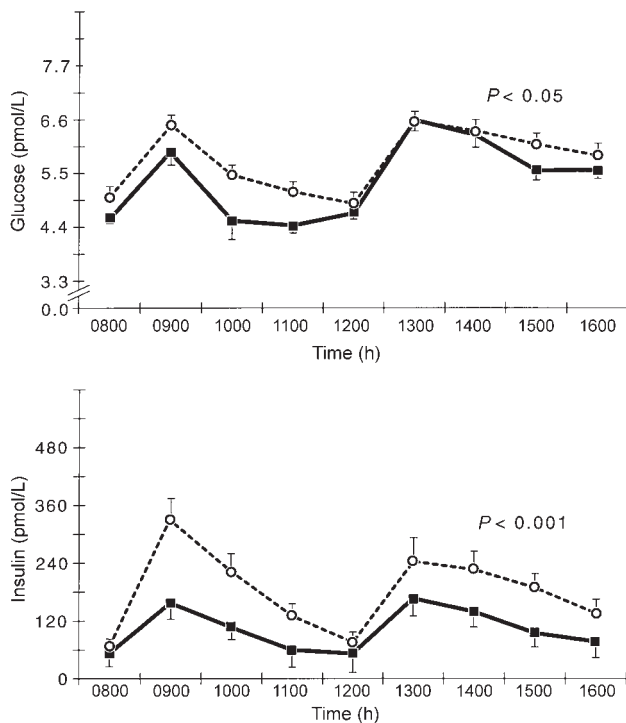 Glucose (pmol/L)
7.7
6.6
5.5
4.4
3.3
0.0
P < 0.05
0800 0900 1000 1100 1200 1300 1400 1500 1600
Time (h)
Insulin (pmol/L)
480
360
240
120
0
P < 0.001
0800 0900 1000 1100 1200 1300 1400 1500 1600
Time (h)